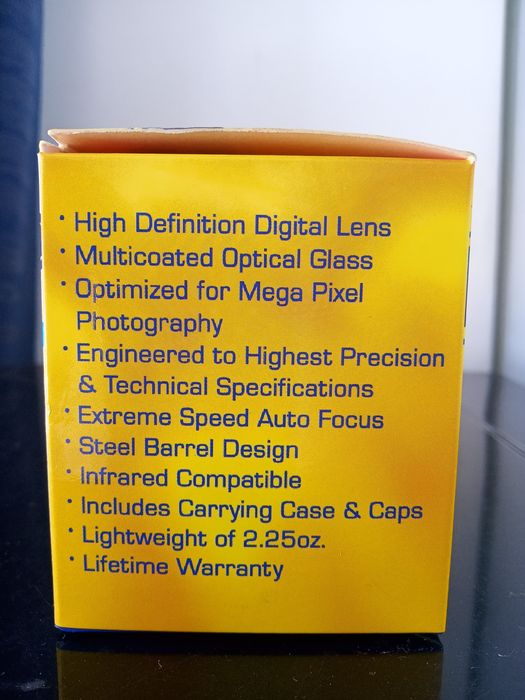 • High Definition Digital Lens
• Multicoated Optical Glass
• Optimized for Mega Pixel
Photography
• Engineered to Highest Precision
& Technical Specifications
• Extreme Speed Auto Focus
• Steel Barrel Design
• Infrared Compatible
• Includes Carrying Case & Caps
• Lightweight of 2.25oz.
• Lifetime Warranty